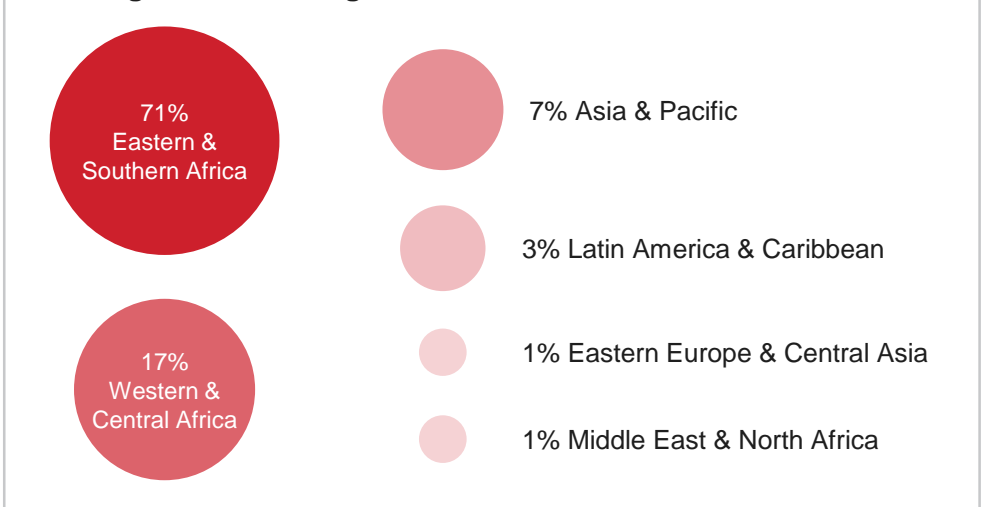 71%
Eastern &
Southern Africa
7% Asia & Pacific
3% Latin America & Caribbean
17%
Western &
Central Africa
1% Eastern Europe & Central Asia
1% Middle East & North Africa